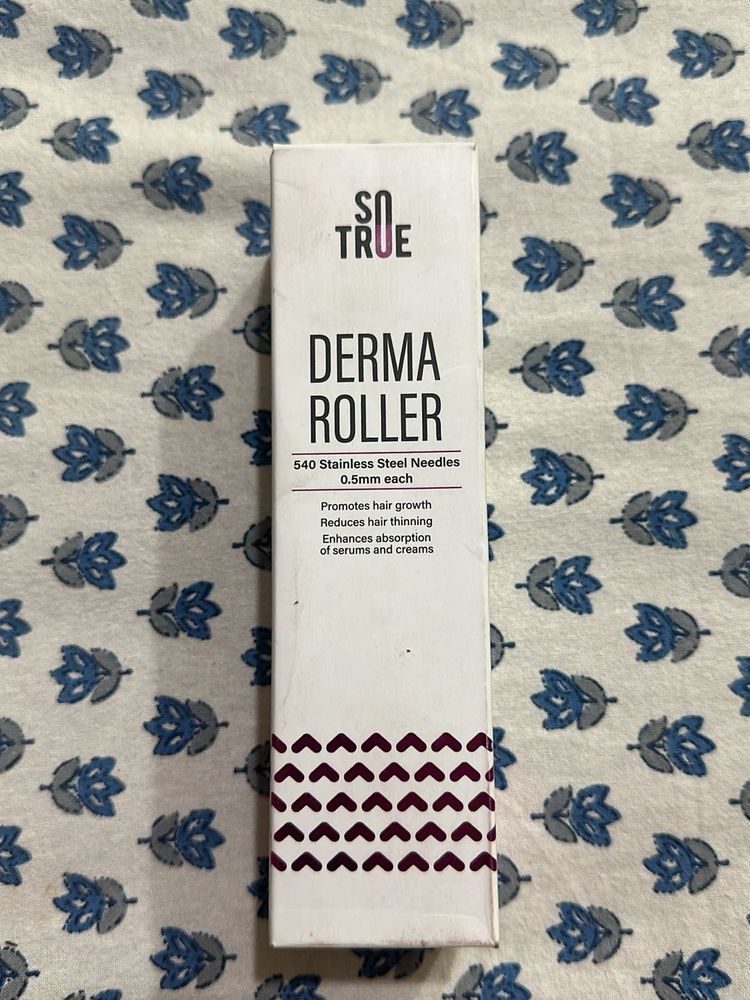 SO
TRUE
DERMA
ROLLER
540 Stainless Steel Needles
0.5mm each
Promotes hair growth
Reduces hair thinning
Enhances absorption
of serums and creams